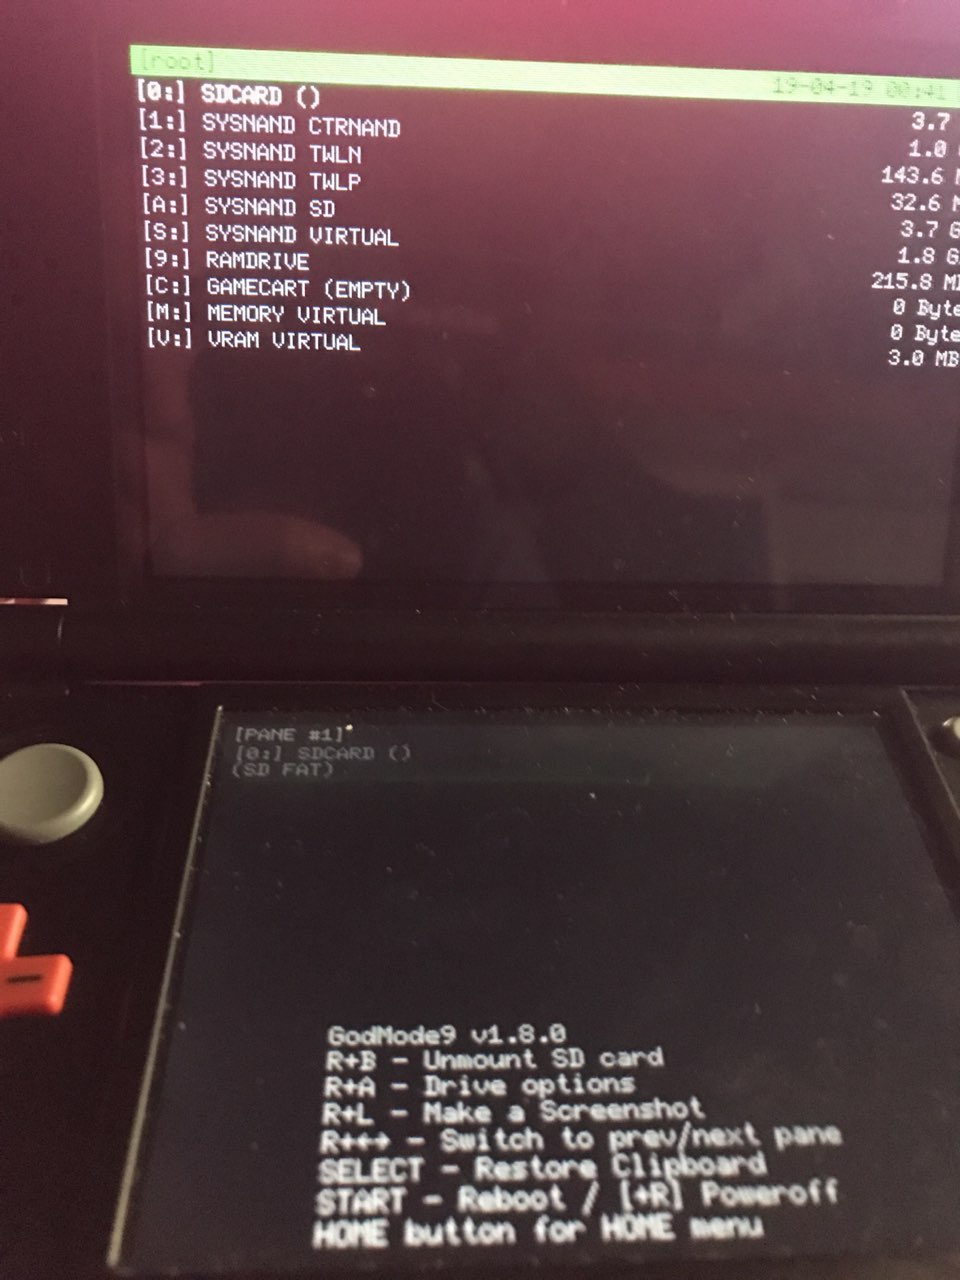 [root] 19-04-19 00:41
[0:] SDCARD () 3.7
[1:] SYSNAND CTRNAND 1.0
[2:] SYSNAND TWLN 143.6 M
[3:] SYSNAND TWLP 32.6 M
[A:] SYSNAND SD 3.7 G
[S:] SYSNAND VIRTUAL 1.8 G
[9:] RAMDRIVE 215.8 MB
[C:] GAMECART (EMPTY) 0 Byte
[M:] MEMORY VIRTUAL 0 Byte
[V:] VRAM VIRTUAL 3.0 MB
[PANE #1]
[0:] SDCARD ()
(SD FAT)
GodMode9 v1.8.0
R+B - Unmount SD card
R+A - Drive options
R+L - Make a Screenshot
R+←→ - Switch to prev/next pane
SELECT - Restore Clipboard
START - Reboot / [+R] Poweroff
HOME button for HOME menu